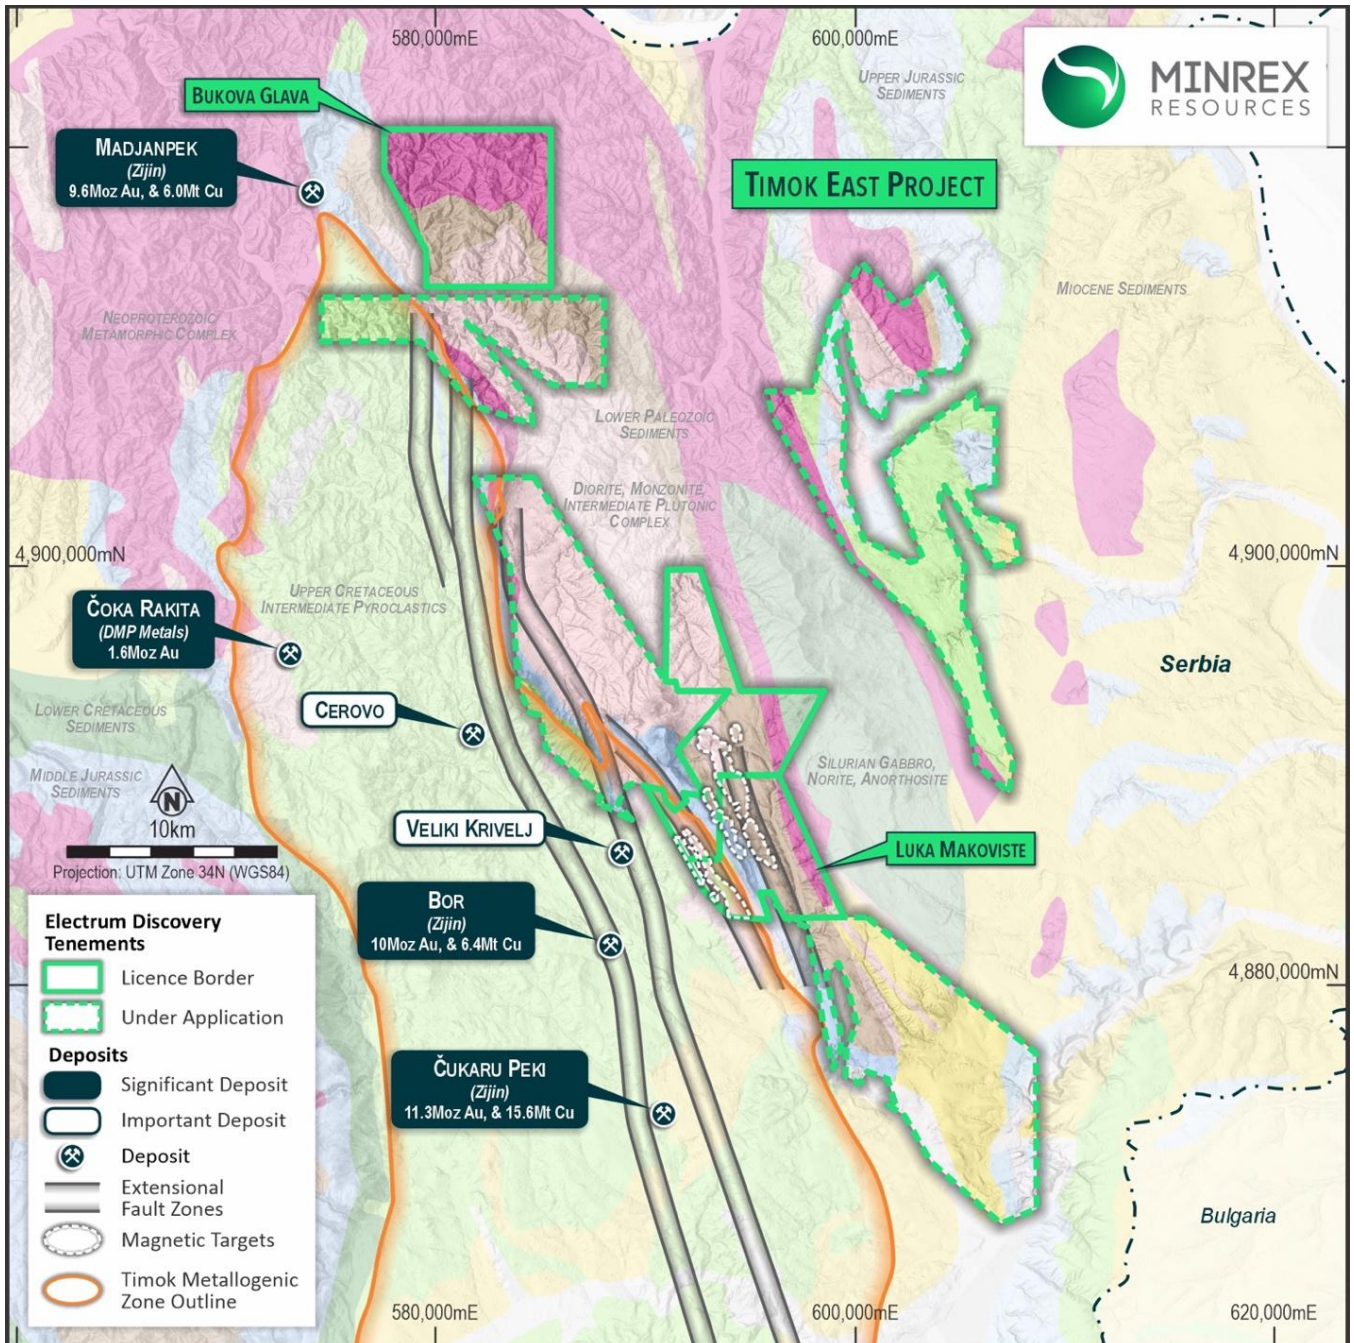 580,000mE
600,000mE
MINREX
RESOURCES
UPPER JURASSIC
SEDIMENTS
BUKOVA GLAVA
MADJANPEK
(Zijin)
9.6Moz Au, & 6.0Mt Cu
TIMOK EAST PROJECT
MIOCENE SEDIMENTS
NEOPROTEROZOIC
METAMORPHIC COMPLEX
LOWER PALEOZOIC
SEDIMENTS
DIORITE, MONZONITE,
INTERMEDIATE PLUTONIC
COMPLEX
4,900,000mN
4,900,000mN
UPPER CRETACEOUS
INTERMEDIATE PYROCLASTICS
ČOKA RAKITA
(DMP Metals)
1.6Moz Au
Serbia
CEROVO
LOWER CRETACEOUS
SEDIMENTS
SILURIAN GABBRO,
NORITE, ANORTHOSITE
MIDDLE JURASSIC
SEDIMENTS
N
10km
Projection: UTM Zone 34N (WGS84)
VELIKI KRIVELJ
LUKA MAKOVISTE
BOR
(Zijin)
10Moz Au, & 6.4Mt Cu
4,880,000mN
ČUKARU PEKI
(Zijin)
11.3Moz Au, & 15.6Mt Cu
Electrum Discovery
Tenements
Licence Border
Under Application
Deposits
Significant Deposit
Important Deposit
Deposit
Extensional
Fault Zones
Magnetic Targets
Timok Metallogenic
Zone Outline
Bulgaria
580,000mE
600,000mE
620,000mE